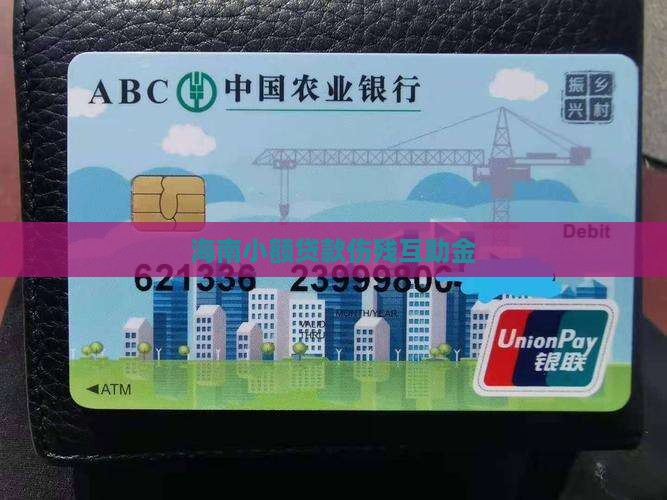 ABC 中国农业银行
振乡
兴村
Debit
海南小额贷款伤残互助金
621336 2399980
MONTH/YEAR
VALID
THRU
UnionPay
银联
◄ATM